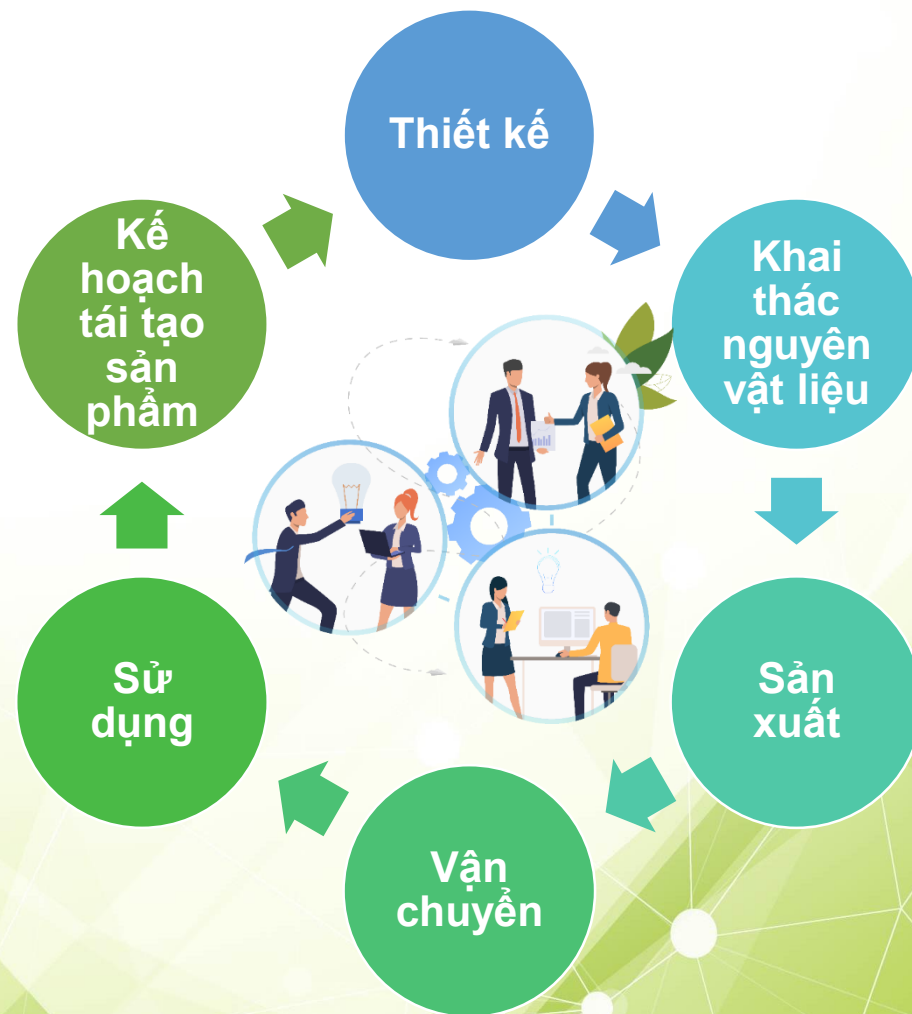 Thiết kế
Khai
thác
nguyên
vật liệu
Sản
xuất
Vận
chuyển
Sử
dụng
Kế
hoạch
tái tạo
sản
phẩm